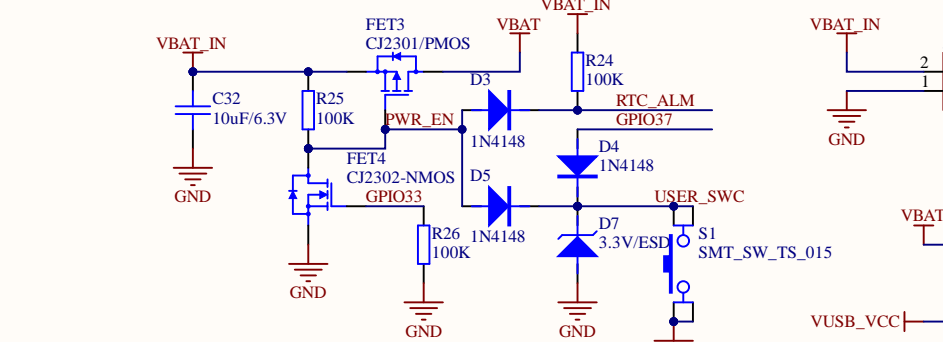 VBAT_IN
FET3
CJ2301/PMOS
VBAT
VBAT_IN
R24
100K
C32
10uF/6.3V
R25
100K
PWR_EN
D3
1N4148
RTC_ALM
GPIO37
D4
1N4148
GND
FET4
CJ2302-NMOS
GPIO33
R26
100K
D5
1N4148
USER_SWC
D7
3.3V/ESD
S1
SMT_SW_TS_015
GND
GND
GND
VBAT_IN
2
1
GND
VBAT
VUSB_VCC